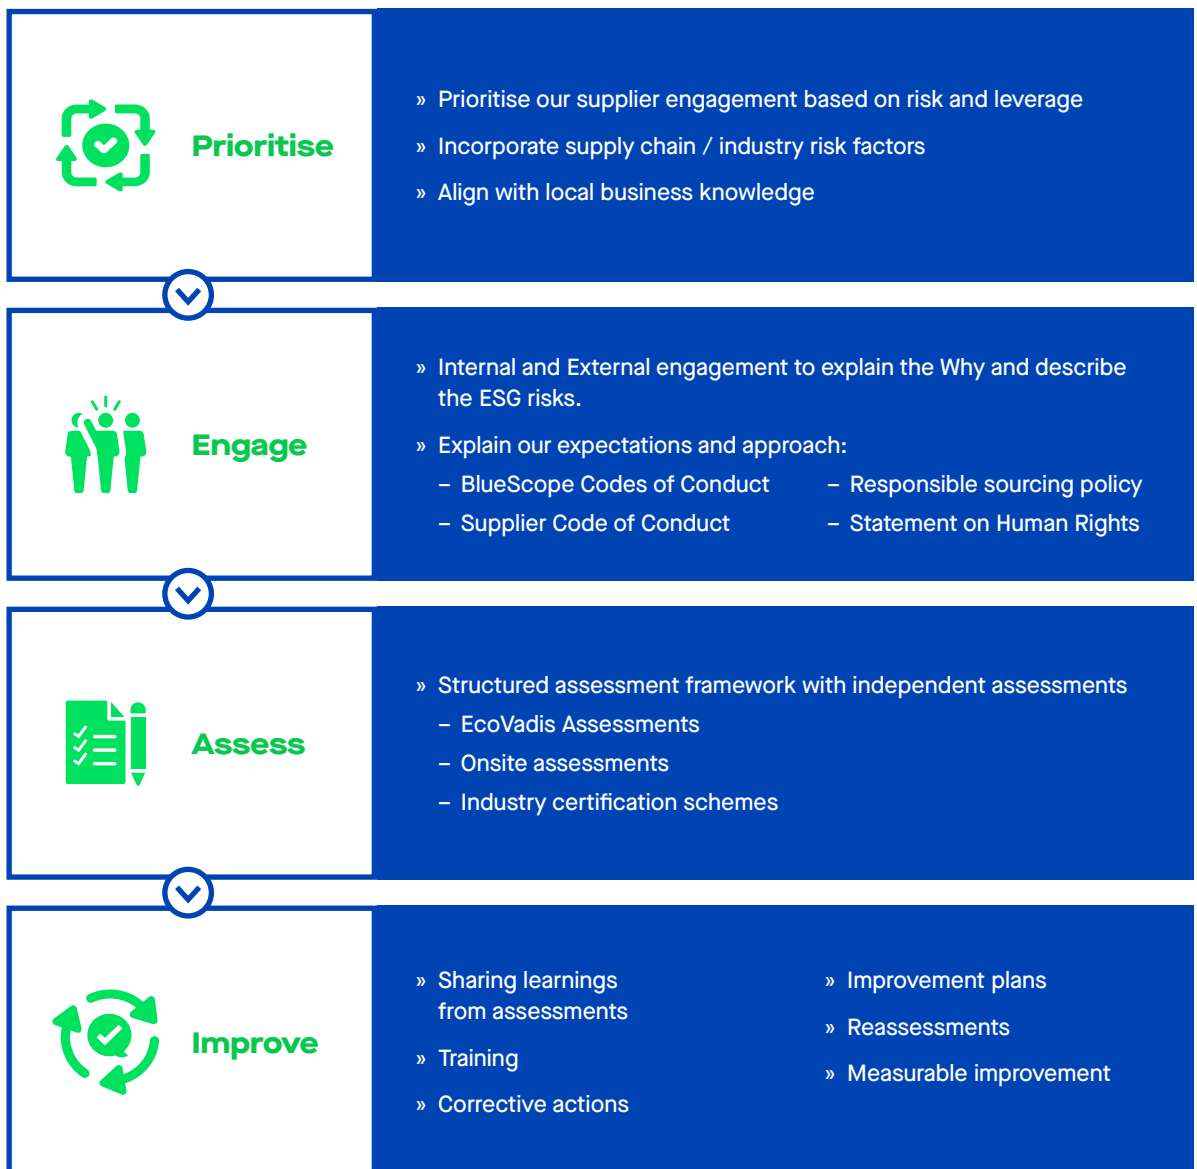 Prioritise
» Prioritise our supplier engagement based on risk and leverage
» Incorporate supply chain / industry risk factors
» Align with local business knowledge
Engage
» Internal and External engagement to explain the Why and describe
the ESG risks.
» Explain our expectations and approach:
– BlueScope Codes of Conduct
– Supplier Code of Conduct
– Responsible sourcing policy
– Statement on Human Rights
Assess
» Structured assessment framework with independent assessments
– EcoVadis Assessments
– Onsite assessments
– Industry certification schemes
Improve
» Sharing learnings
from assessments
» Training
» Corrective actions
» Improvement plans
» Reassessments
» Measurable improvement